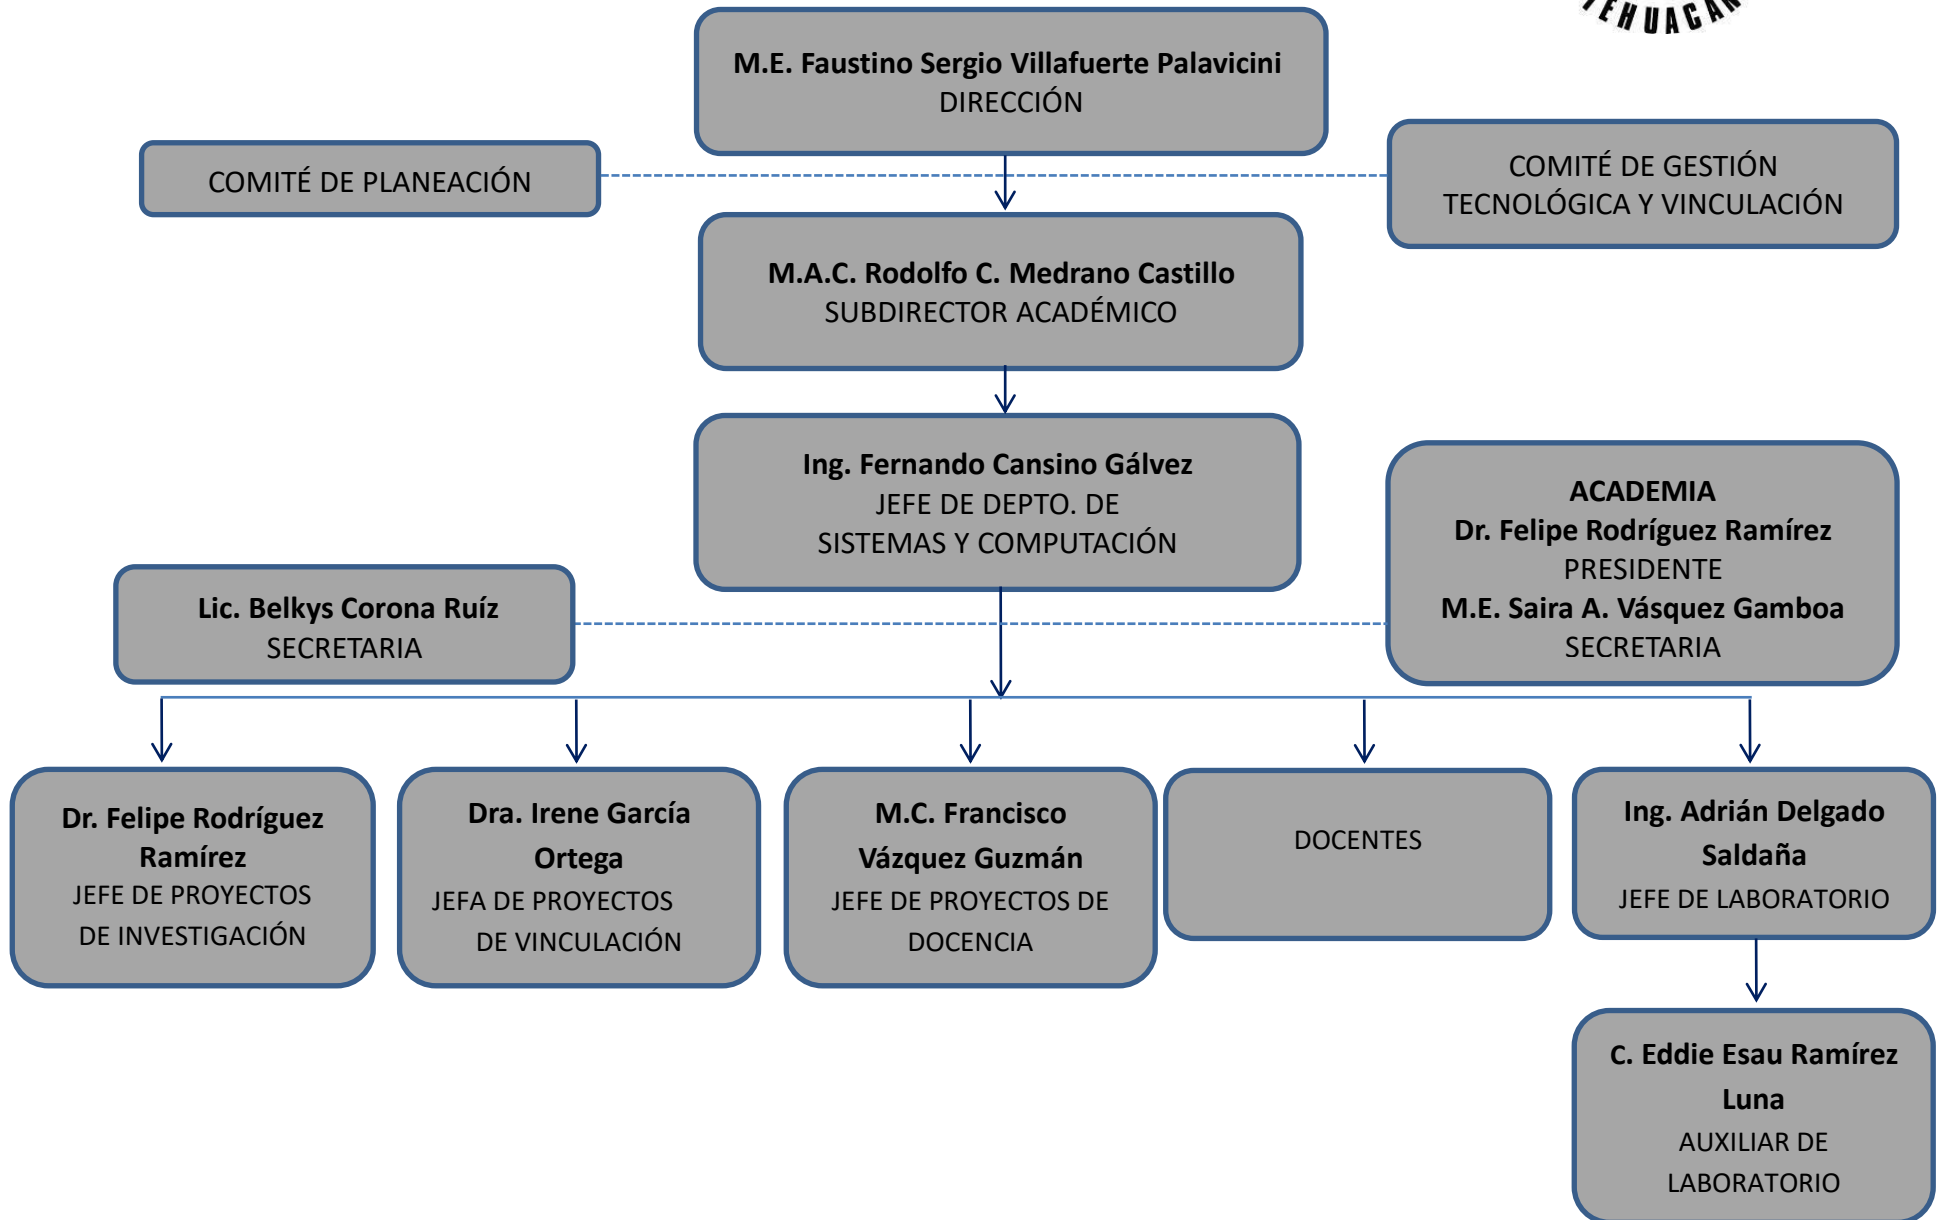 TEHUACÁN
M.E. Faustino Sergio Villafuerte Palavicini
DIRECCIÓN
COMITÉ DE PLANEACIÓN
COMITÉ DE GESTIÓN
TECNOLÓGICA Y VINCULACIÓN
M.A.C. Rodolfo C. Medrano Castillo
SUBDIRECTOR ACADÉMICO
Ing. Fernando Cansino Gálvez
JEFE DE DEPTO. DE
SISTEMAS Y COMPUTACIÓN
ACADEMIA
Dr. Felipe Rodríguez Ramírez
PRESIDENTE
M.E. Saira A. Vásquez Gamboa
SECRETARIA
Lic. Belkys Corona Ruíz
SECRETARIA
Dr. Felipe Rodríguez
Ramírez
JEFE DE PROYECTOS
DE INVESTIGACIÓN
Dra. Irene García
Ortega
JEFA DE PROYECTOS
DE VINCULACIÓN
M.C. Francisco
Vázquez Guzmán
JEFE DE PROYECTOS DE
DOCENCIA
DOCENTES
Ing. Adrián Delgado
Saldaña
JEFE DE LABORATORIO
C. Eddie Esau Ramírez
Luna
AUXILIAR DE
LABORATORIO